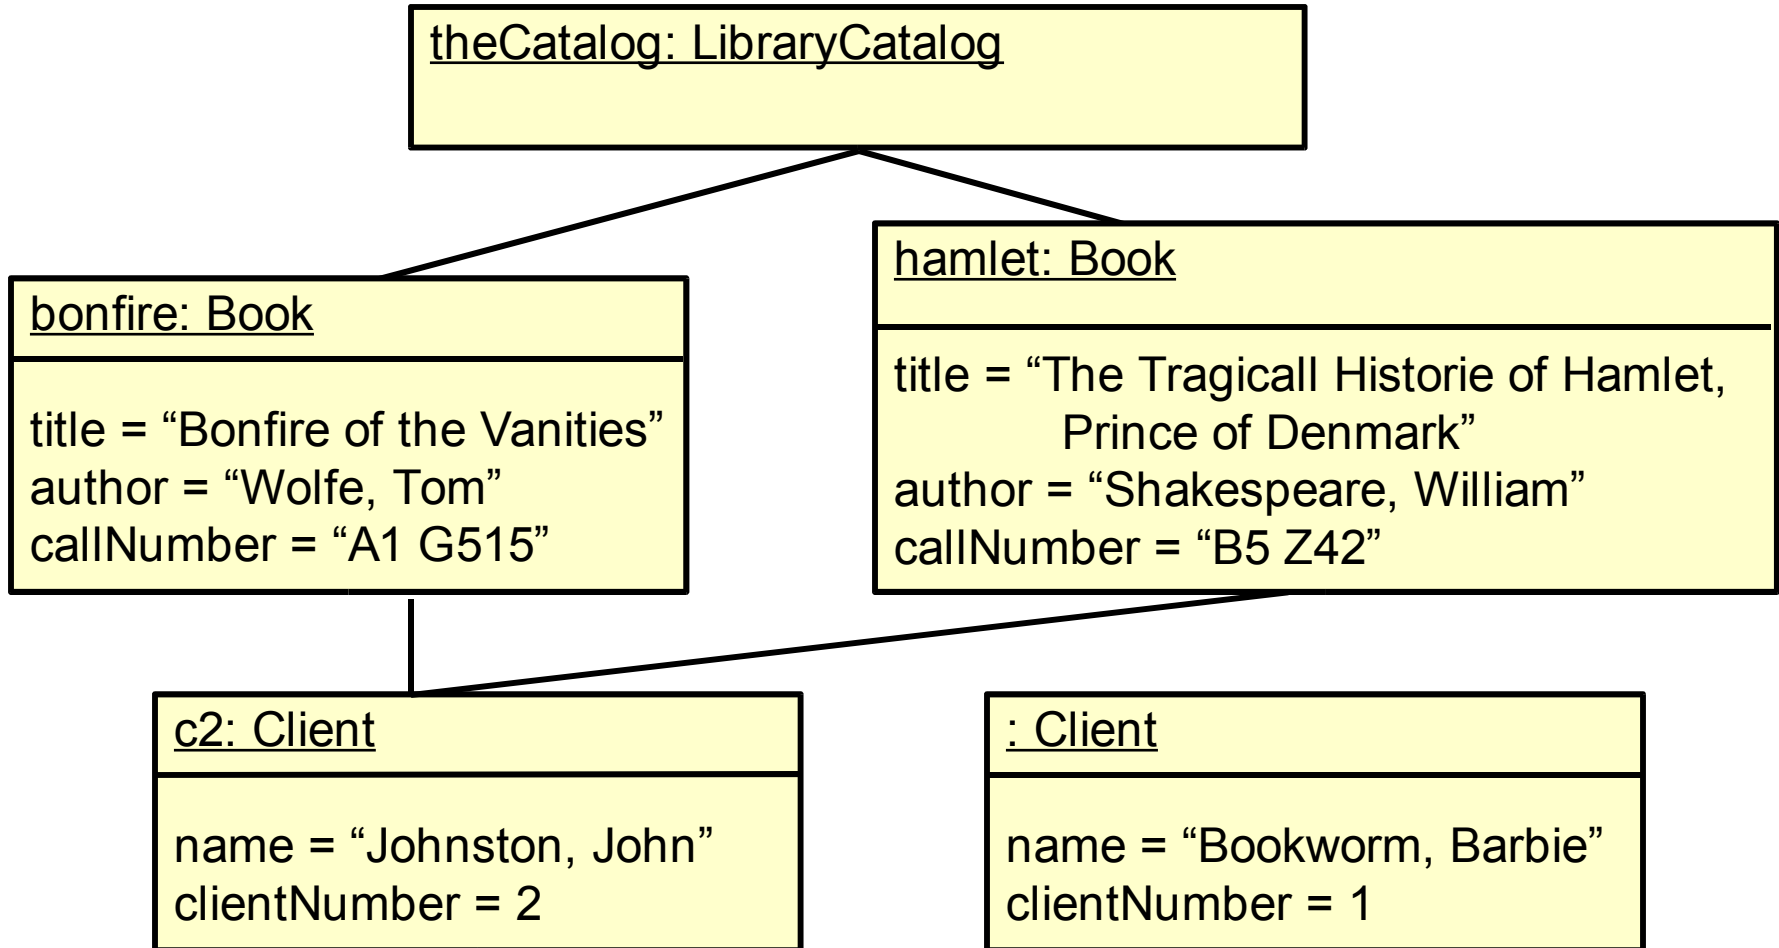 theCatalog: LibraryCatalog
bonfire: Book
title = “Bonfire of the Vanities”
author = “Wolfe, Tom”
callNumber = “A1 G515”
hamlet: Book
title = “The Tragicall Historie of Hamlet,
Prince of Denmark”
author = “Shakespeare, William”
callNumber = “B5 Z42”
c2: Client
name = “Johnston, John”
clientNumber = 2
: Client
name = “Bookworm, Barbie”
clientNumber = 1